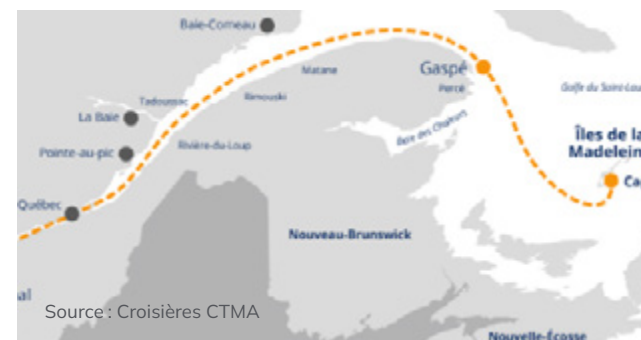 Baie-Comeau
Gaspé
Matane
Percé
Golfe du Saint-Lau
Tadoussac
Rimouski
La Baie
Baie des Chaleurs
Îles de la
Madelein
Pointe-au-pic
Rivière-du-Loup
Cap
Québec
Nouveau-Brunswick
al
Source : Croisières CTMA
Nouvelle-Écosse